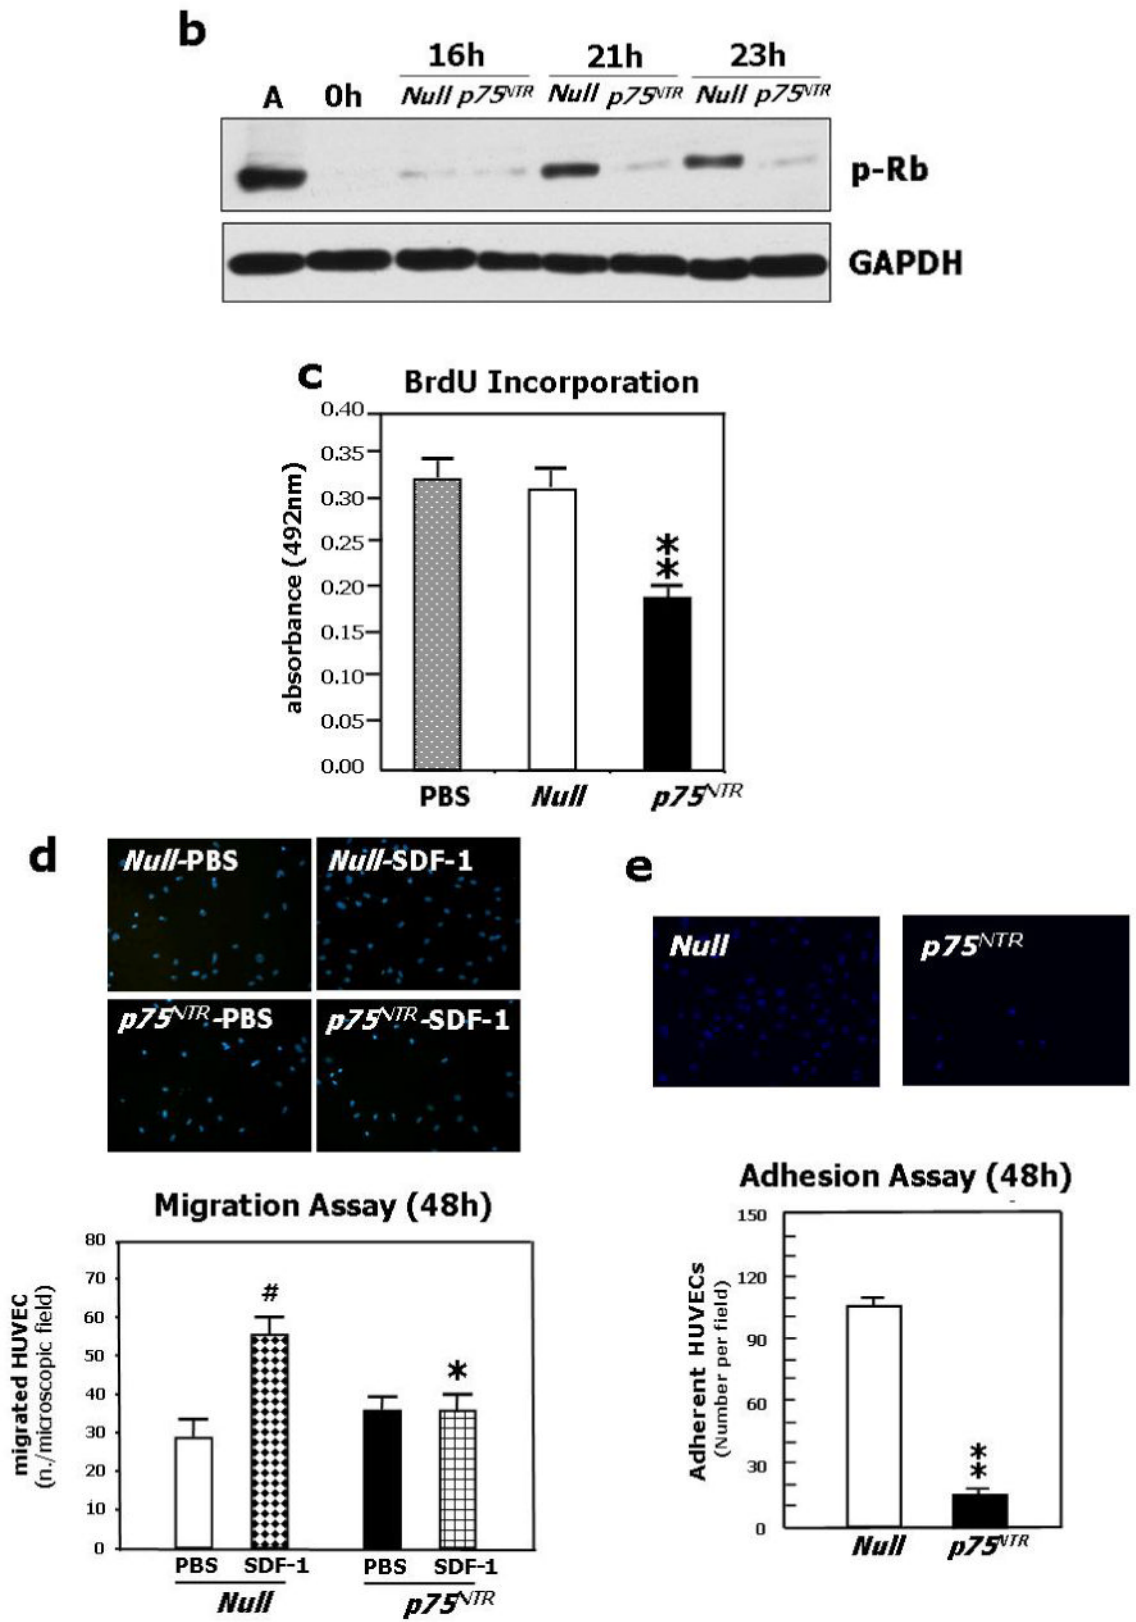 b
16h 21h 23h
A 0h Null p75NTR Null p75NTR Null p75NTR
p-Rb
GAPDH
c BrdU Incorporation
absorbance (492nm)
0.40
0.35
0.30
0.25
0.20
0.15
0.10
0.05
0.00
**
PBS Null p75NTR
d
Null-PBS Null-SDF-1
p75NTR-PBS p75NTR-SDF-1
Migration Assay (48h)
migrated HUVEC
(n./microscopic field)
80
70
60
50
40
30
20
10
0
# *
PBS SDF-1 PBS SDF-1
Null p75NTR
e
Null p75NTR
Adhesion Assay (48h)
Adherent HUVECs
(Number per field)
150
120
90
60
30
0
**
Null p75NTR